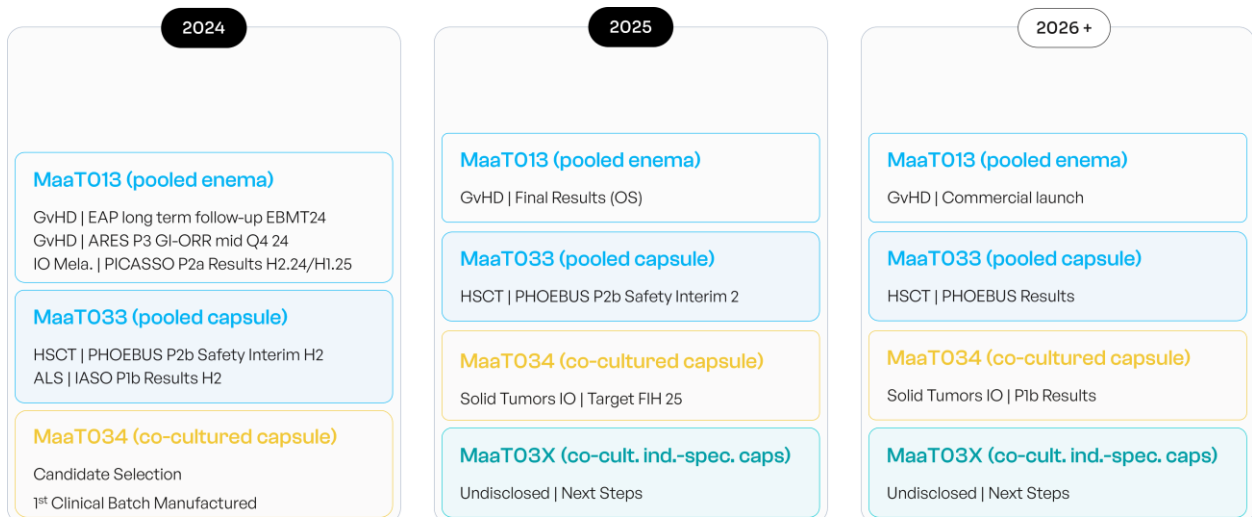 2024
MaaT013 (pooled enema)
GvHD | EAP long term follow-up EBMT24
GvHD | ARES P3 GI-ORR mid Q4 24
IO Mela. | PICASSO P2a Results H2.24/H1.25
MaaT033 (pooled capsule)
HSCT | PHOEBUS P2b Safety Interim H2
ALS | IASO P1b Results H2
MaaT034 (co-cultured capsule)
Candidate Selection
1st Clinical Batch Manufactured
2025
MaaT013 (pooled enema)
GvHD | Final Results (OS)
MaaT033 (pooled capsule)
HSCT | PHOEBUS P2b Safety Interim 2
MaaT034 (co-cultured capsule)
Solid Tumors IO | Target FIH 25
MaaT03X (co-cult. ind.-spec. caps)
Undisclosed | Next Steps
2026 +
MaaT013 (pooled enema)
GvHD | Commercial launch
MaaT033 (pooled capsule)
HSCT | PHOEBUS Results
MaaT034 (co-cultured capsule)
Solid Tumors IO | P1b Results
MaaT03X (co-cult. ind.-spec. caps)
Undisclosed | Next Steps